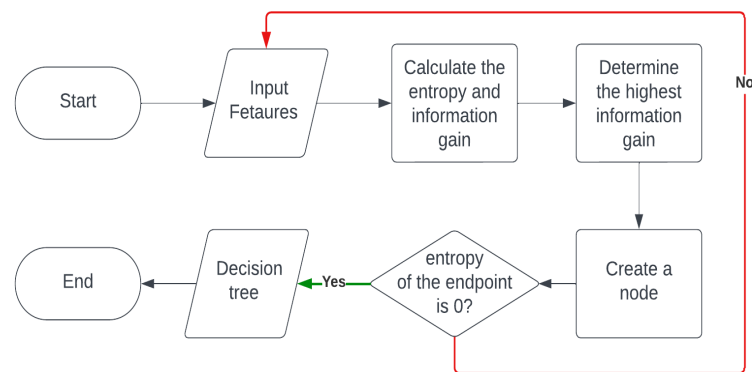 Start
Input
Fetaures
Calculate the
entropy and
information
gain
Determine
the highest
information
gain
No
End
Decision
tree
Yes
entropy
of the endpoint
is 0?
Create a
node